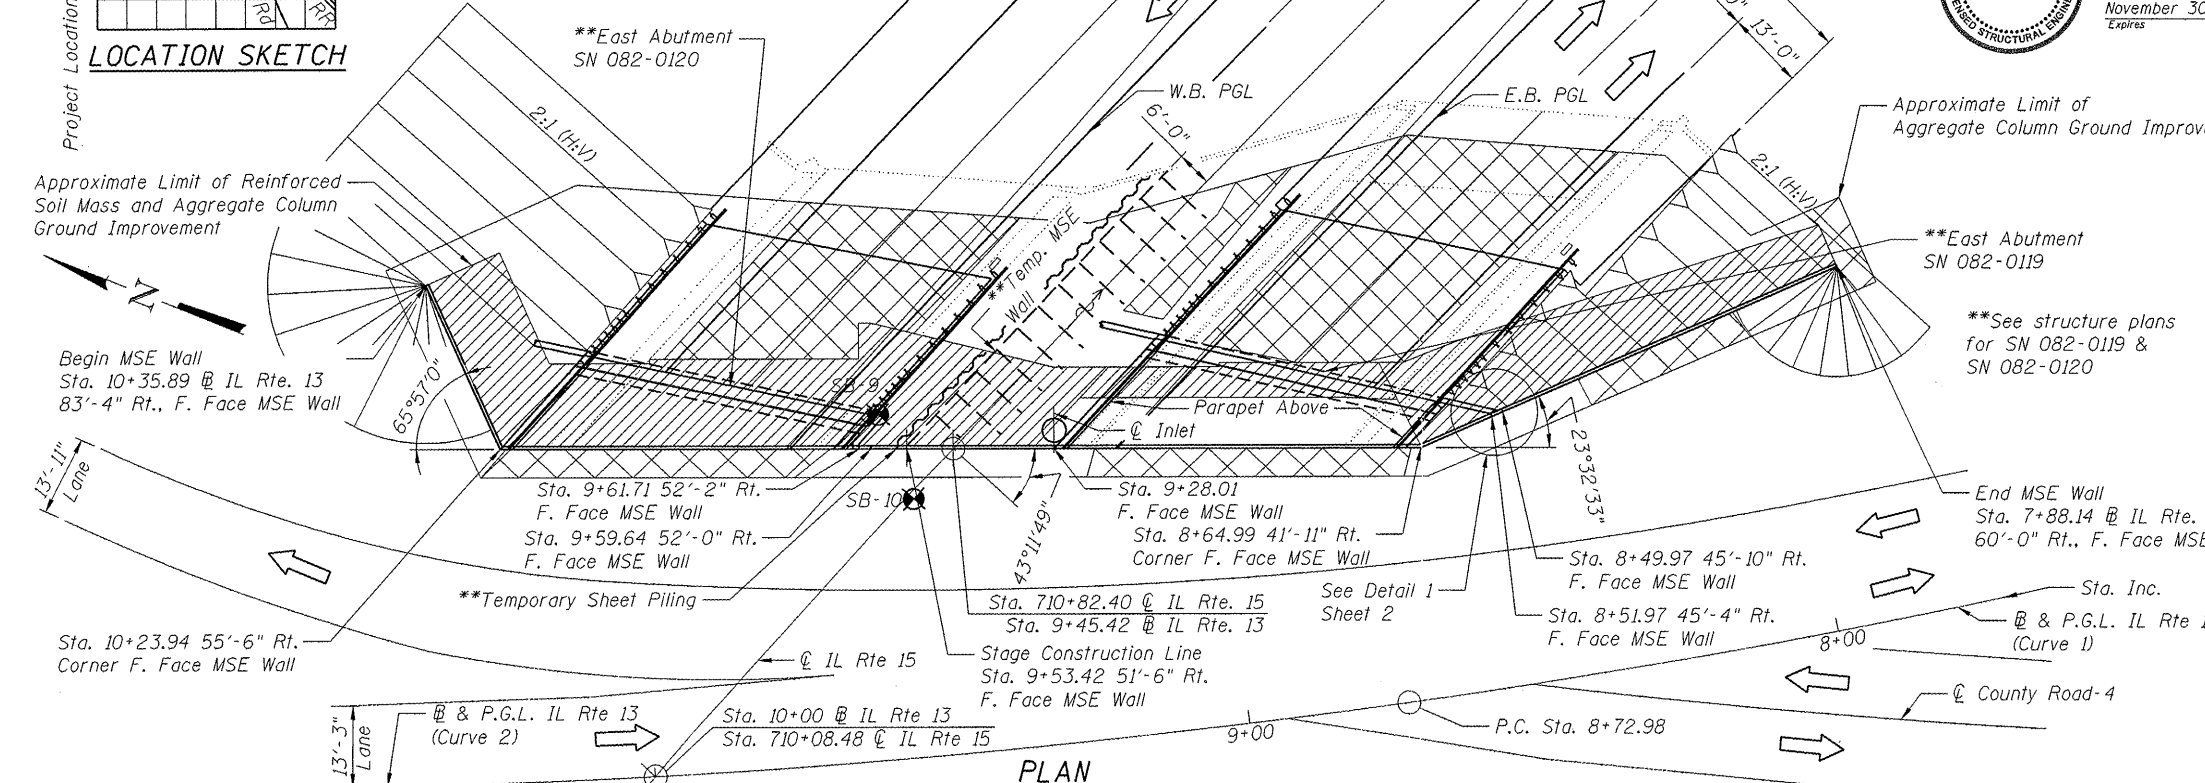 Project Location
Rd
RR
LOCATION SKETCH
**East Abutment
SN 082-0120
2:1 (H:V)
W.B. PGL
6'-0"
E.B. PGL
13'-0"
ENSED STRUCTURAL ENGIN
November 30
Expires
Approximate Limit of
Aggregate Column Ground Improve
2:1 (H:V)
Approximate Limit of Reinforced
Soil Mass and Aggregate Column
Ground Improvement
N
**Temp. MSE
Wall
**East Abutment
SN 082-0119
**See structure plans
for SN 082-0119 &
SN 082-0120
Begin MSE Wall
Sta. 10+35.89 ⅊ IL Rte. 13
83'-4" Rt., F. Face MSE Wall
65°57'0"
SB-9
Parapet Above
℄ Inlet
23°32'33"
13'-11"
Lane
Sta. 9+61.71 52'-2" Rt.
F. Face MSE Wall
Sta. 9+59.64 52'-0" Rt.
F. Face MSE Wall
SB-10
43°11'49"
Sta. 9+28.01
F. Face MSE Wall
Sta. 8+64.99 41'-11" Rt.
Corner F. Face MSE Wall
End MSE Wall
Sta. 7+88.14 ⅊ IL Rte.
60'-0" Rt., F. Face MSE
Sta. 8+49.97 45'-10" Rt.
F. Face MSE Wall
**Temporary Sheet Piling
Sta. 710+82.40 ℄ IL Rte. 15
Sta. 9+45.42 ⅊ IL Rte. 13
See Detail 1
Sheet 2
Sta. 8+51.97 45'-4" Rt.
F. Face MSE Wall
Sta. Inc.
⅊ & P.G.L. IL Rte 1
(Curve 1)
8+00
Sta. 10+23.94 55'-6" Rt.
Corner F. Face MSE Wall
℄ IL Rte 15
Stage Construction Line
Sta. 9+53.42 51'-6" Rt.
F. Face MSE Wall
℄ County Road-4
13'-3"
Lane
⅊ & P.G.L. IL Rte 13
(Curve 2)
Sta. 10+00 ⅊ IL Rte 13
Sta. 710+08.48 ℄ IL Rte 15
9+00
P.C. Sta. 8+72.98
PLAN